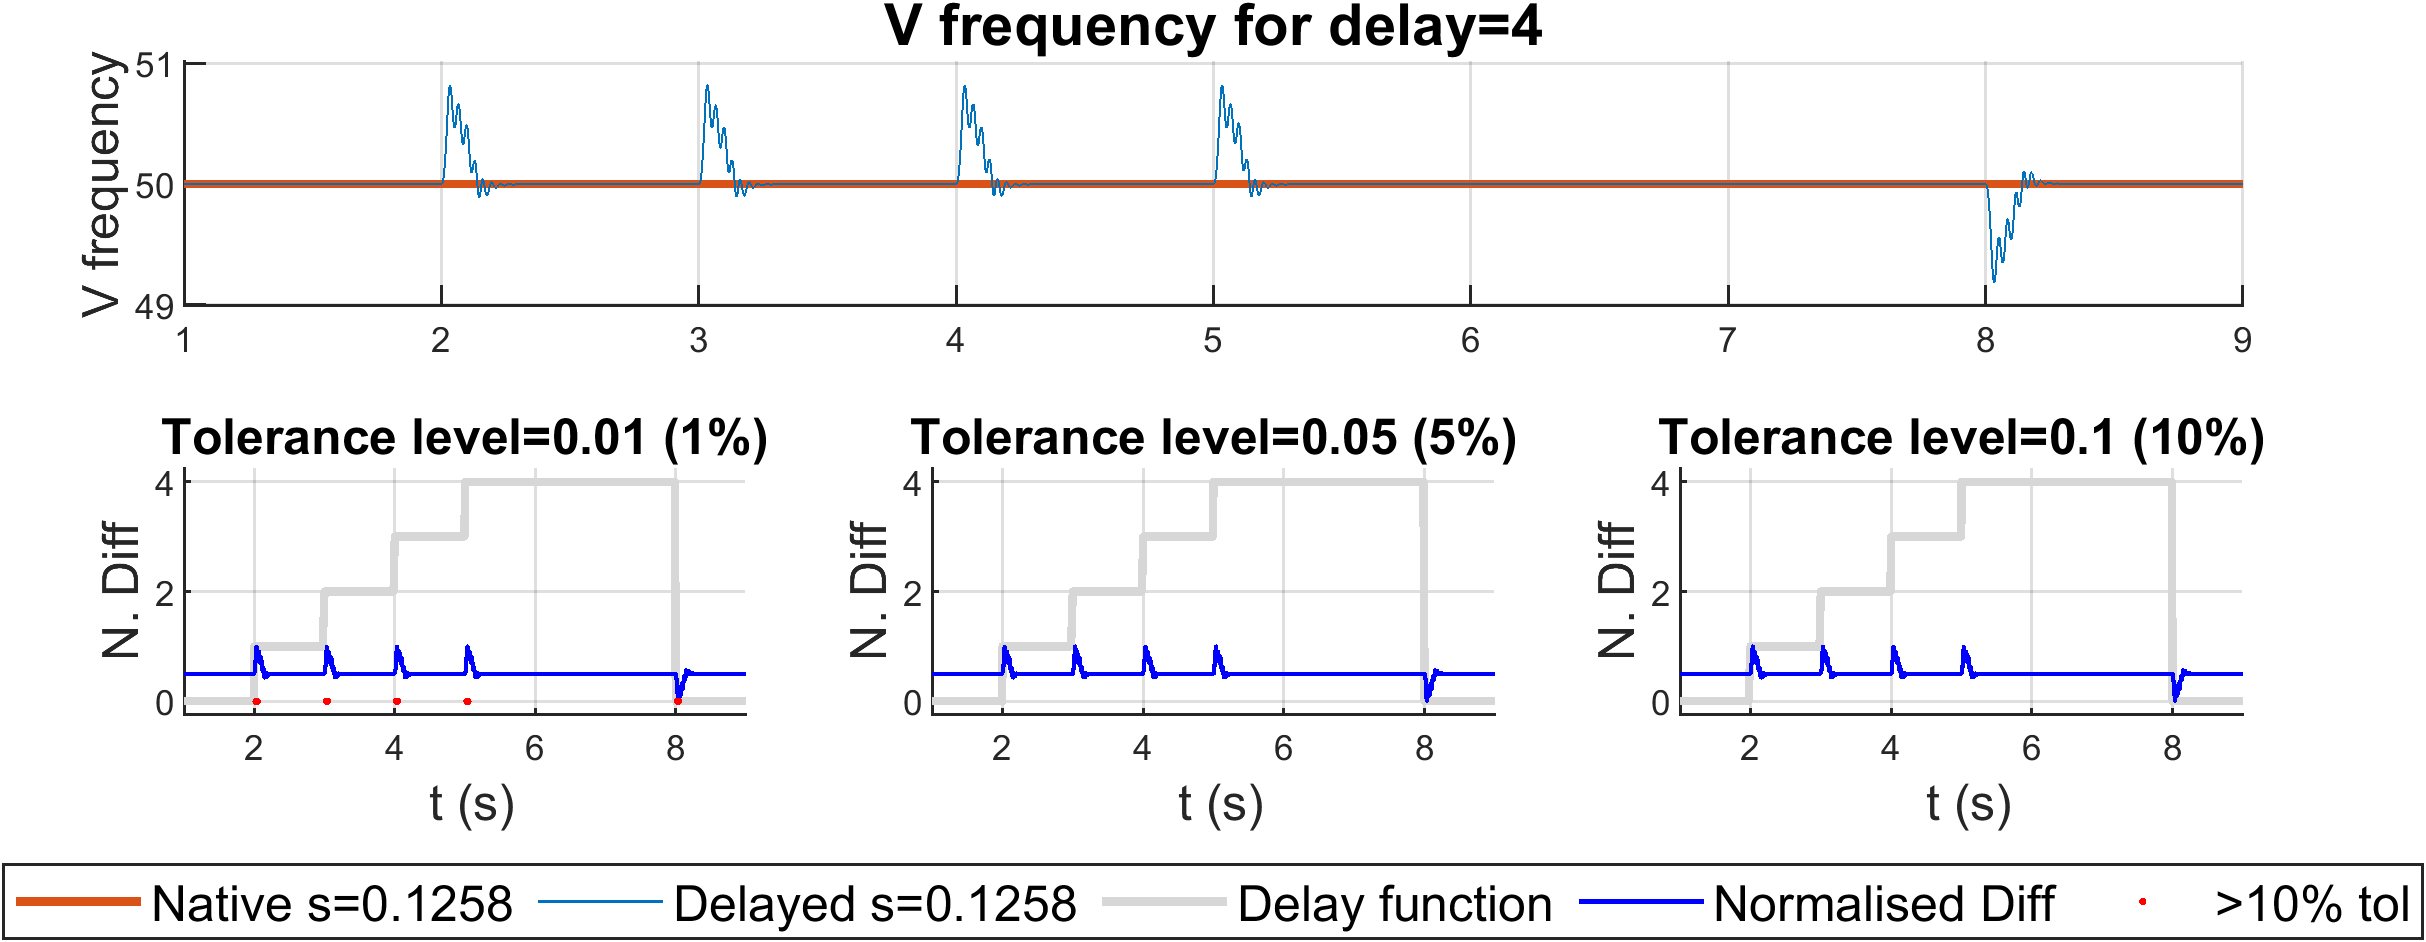 V frequency for delay=4
V frequency
51
50
49
1 2 3 4 5 6 7 8 9
Tolerance level=0.01 (1%)
N. Diff
4
2
0
2 4 6 8
t (s)
Tolerance level=0.05 (5%)
N. Diff
4
2
0
2 4 6 8
t (s)
Tolerance level=0.1 (10%)
N. Diff
4
2
0
2 4 6 8
t (s)
Native s=0.1258 Delayed s=0.1258 Delay function Normalised Diff >10% tol